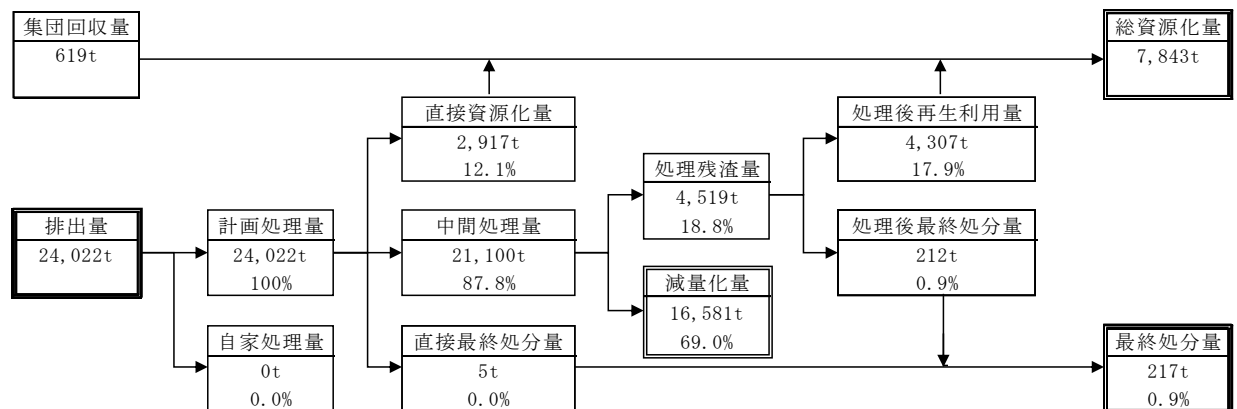 集団回収量
619t
総資源化量
7,843t
直接資源化量
2,917t
12.1%
処理後再生利用量
4,307t
17.9%
処理残渣量
4,519t
18.8%
排出量
24,022t
計画処理量
24,022t
100%
中間処理量
21,100t
87.8%
処理後最終処分量
212t
0.9%
減量化量
16,581t
69.0%
自家処理量
0t
0.0%
直接最終処分量
5t
0.0%
最終処分量
217t
0.9%